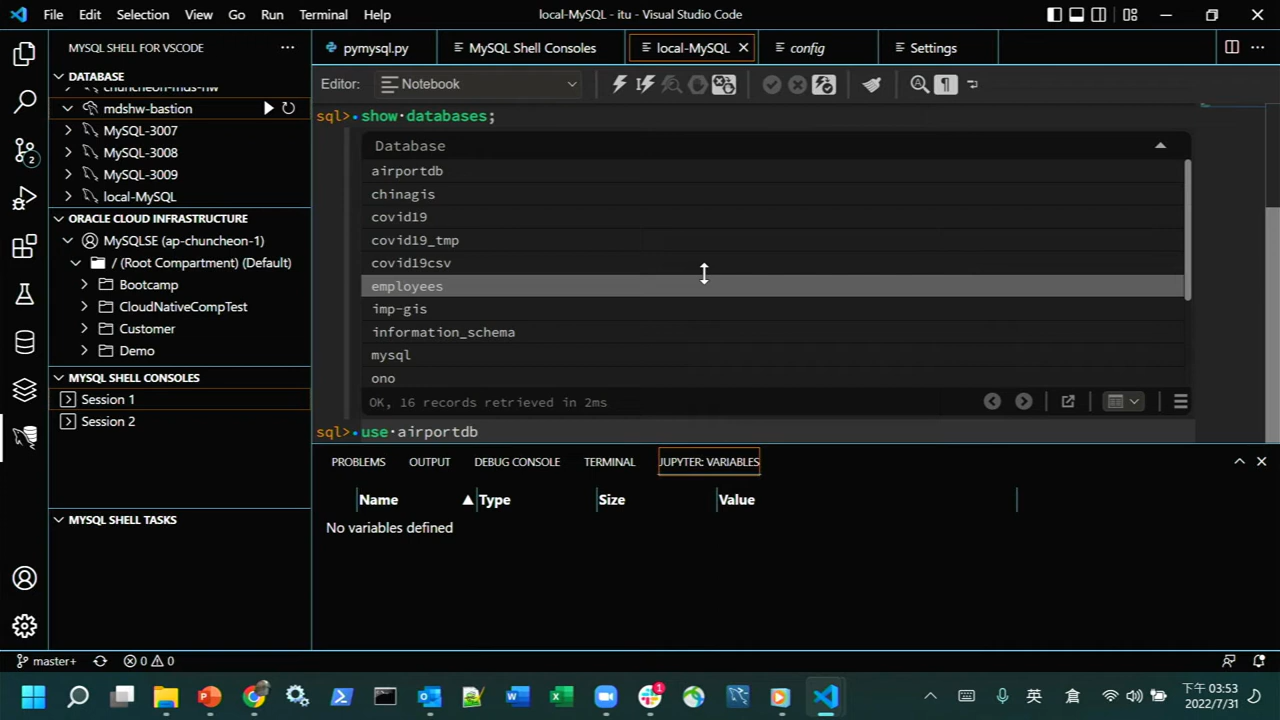 File Edit Selection View Go Run Terminal Help local-MySQL - itu - Visual Studio Code
MYSQL SHELL FOR VSCODE
pymysql.py MySQL Shell Consoles local-MySQL config Settings
DATABASE
Editor: Notebook
chuncheon-mds-hw
mdshw-bastion
MySQL-3007
MySQL-3008
MySQL-3009
local-MySQL
ORACLE CLOUD INFRASTRUCTURE
MySQLSE (ap-chuncheon-1)
/ (Root Compartment) (Default)
Bootcamp
CloudNativeCompTest
Customer
Demo
MYSQL SHELL CONSOLES
Session 1
Session 2
MYSQL SHELL TASKS
sql> show·databases;
Database
airportdb
chinagis
covid19
covid19_tmp
covid19csv
employees
imp-gis
information_schema
mysql
ono
OK, 16 records retrieved in 2ms
sql> use·airportdb
PROBLEMS OUTPUT DEBUG CONSOLE TERMINAL JUPYTER: VARIABLES
Name Type Size Value
No variables defined
master+ 0 0
英 倉 下午 03:53
2022/7/31